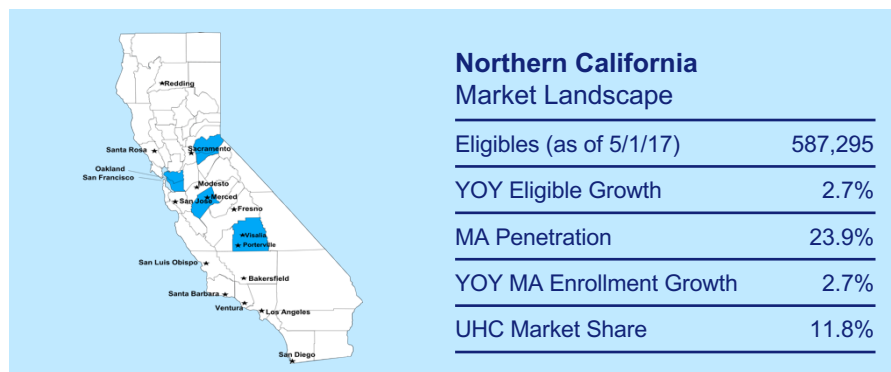 Northern California
Market Landscape
Eligibles (as of 5/1/17) 587,295
YOY Eligible Growth 2.7%
MA Penetration 23.9%
YOY MA Enrollment Growth 2.7%
UHC Market Share 11.8%
Redding
Santa Rosa
Sacramento
Oakland
San Francisco
Modesto
San Jose
Merced
Fresno
Visalia
Porterville
San Luis Obispo
Bakersfield
Santa Barbara
Ventura
Los Angeles
San Diego